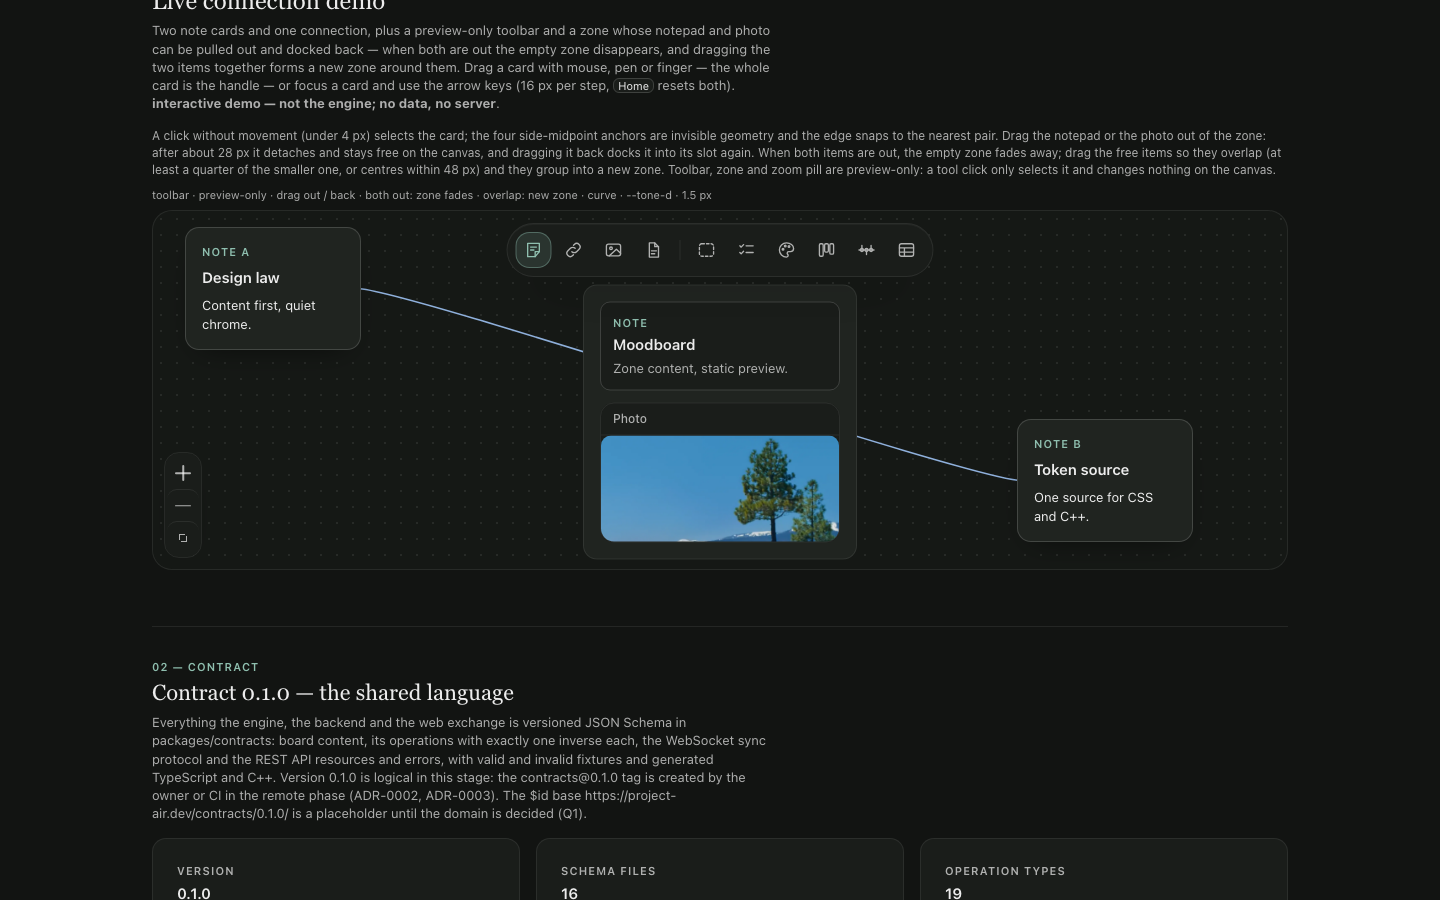 Live connection demo
Two note cards and one connection, plus a preview-only toolbar and a zone whose notepad and photo
can be pulled out and docked back — when both are out the empty zone disappears, and dragging the
two items together forms a new zone around them. Drag a card with mouse, pen or finger — the whole
card is the handle — or focus a card and use the arrow keys (16 px per step, Home resets both).
interactive demo — not the engine; no data, no server.
A click without movement (under 4 px) selects the card; the four side-midpoint anchors are invisible geometry and the edge snaps to the nearest pair. Drag the notepad or the photo out of the zone:
after about 28 px it detaches and stays free on the canvas, and dragging it back docks it into its slot again. When both items are out, the empty zone fades away; drag the free items so they overlap (at
least a quarter of the smaller one, or centres within 48 px) and they group into a new zone. Toolbar, zone and zoom pill are preview-only: a tool click only selects it and changes nothing on the canvas.
toolbar · preview-only · drag out / back · both out: zone fades · overlap: new zone · curve · --tone-d · 1.5 px
NOTE A
Design law
Content first, quiet
chrome.
NOTE
Moodboard
Zone content, static preview.
Photo
NOTE B
Token source
One source for CSS
and C++.
02 — CONTRACT
Contract 0.1.0 — the shared language
Everything the engine, the backend and the web exchange is versioned JSON Schema in
packages/contracts: board content, its operations with exactly one inverse each, the WebSocket sync
protocol and the REST API resources and errors, with valid and invalid fixtures and generated
TypeScript and C++. Version 0.1.0 is logical in this stage: the contracts@0.1.0 tag is created by the
owner or CI in the remote phase (ADR-0002, ADR-0003). The $id base https://project-
air.dev/contracts/0.1.0/ is a placeholder until the domain is decided (Q1).
VERSION
0.1.0
SCHEMA FILES
16
OPERATION TYPES
19